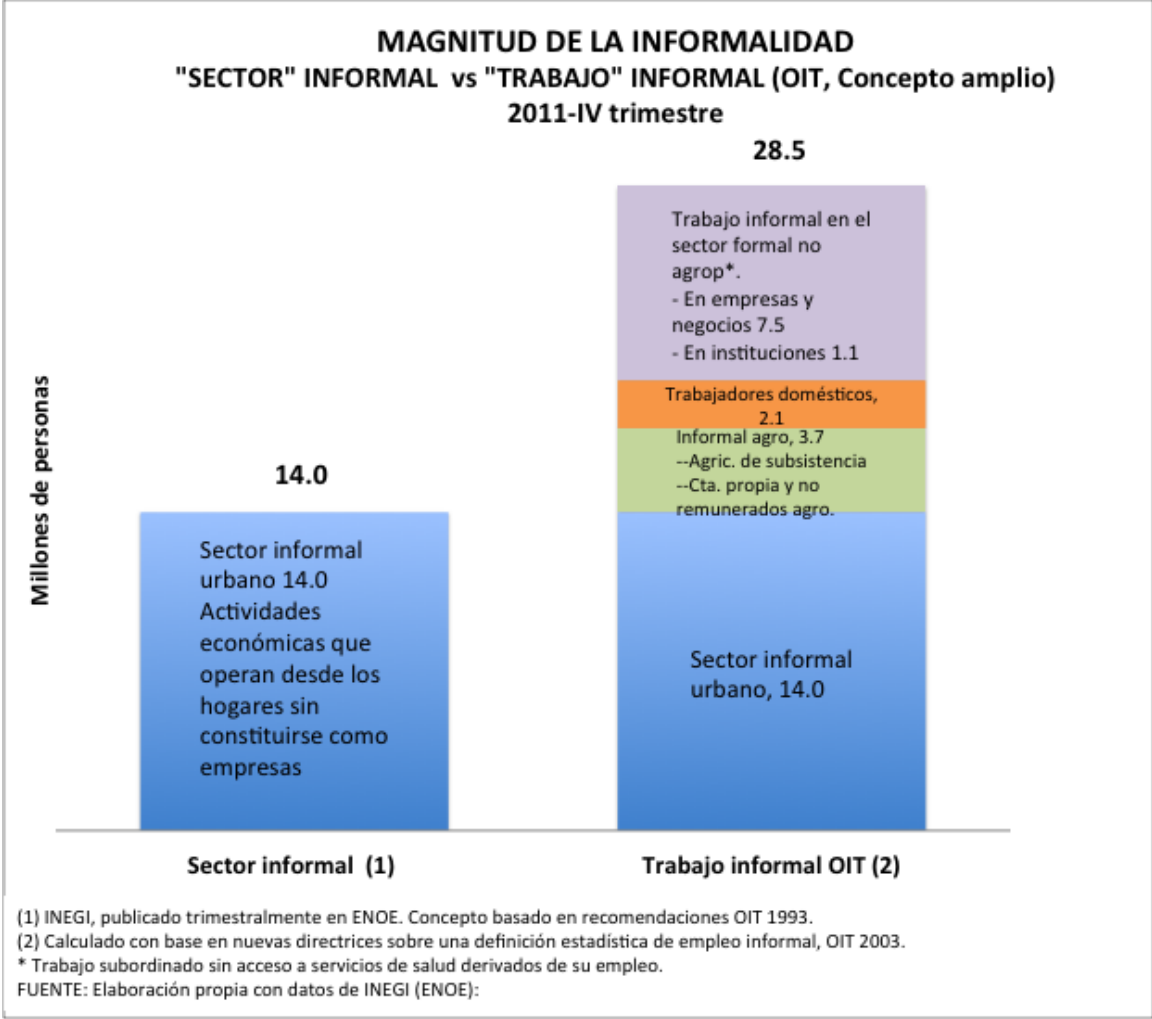 MAGNITUD DE LA INFORMALIDAD
"SECTOR" INFORMAL vs "TRABAJO" INFORMAL (OIT, Concepto amplio)
2011-IV trimestre
28.5
Trabajo informal en el
sector formal no
agrop*.
- En empresas y
negocios 7.5
- En instituciones 1.1
Trabajadores domésticos,
2.1
Informal agro, 3.7
--Agric. de subsistencia
--Cta. propia y no
remunerados agro.
Sector informal
urbano, 14.0
14.0
Sector informal
urbano 14.0
Actividades
económicas que
operan desde los
hogares sin
constituirse como
empresas
Millones de personas
Sector informal (1)
Trabajo informal OIT (2)
(1) INEGI, publicado trimestralmente en ENOE. Concepto basado en recomendaciones OIT 1993.
(2) Calculado con base en nuevas directrices sobre una definición estadística de empleo informal, OIT 2003.
* Trabajo subordinado sin acceso a servicios de salud derivados de su empleo.
FUENTE: Elaboración propia con datos de INEGI (ENOE):